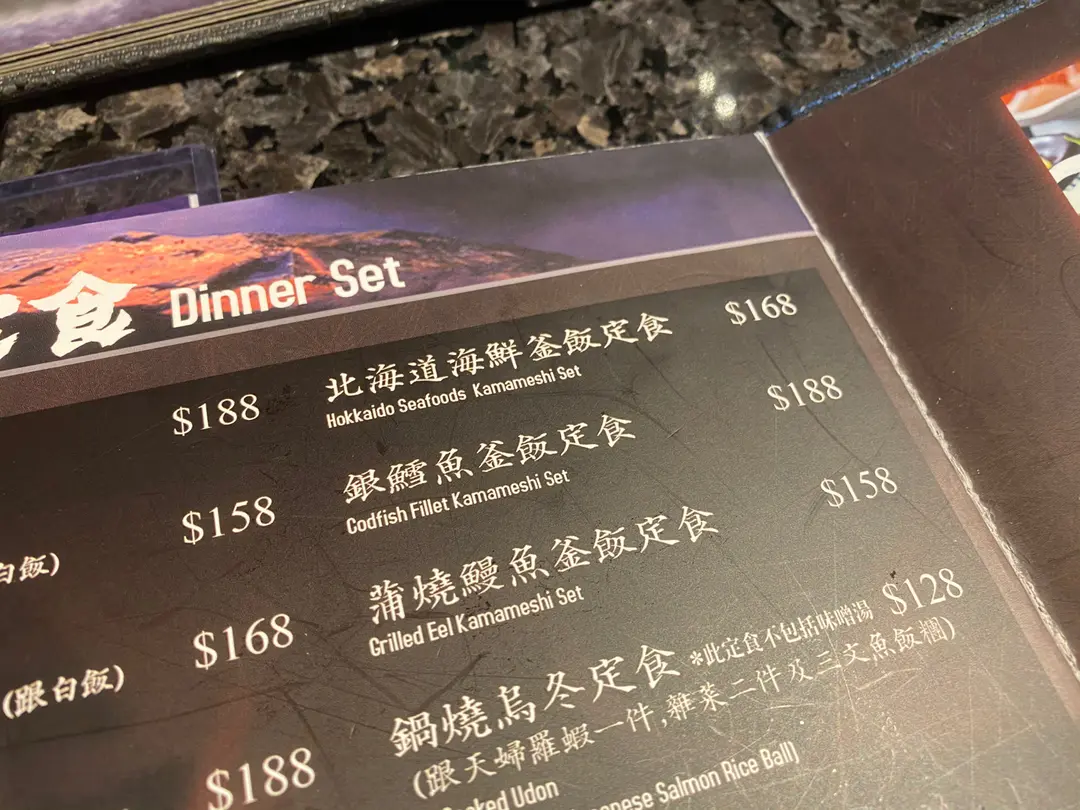 定食 Dinner Set
$188
$158
白飯)
$168
(跟白飯)
$188
北海道海鮮釜飯定食 $168
Hokkaido Seafoods Kamameshi Set
銀鱈魚釜飯定食 $188
Codfish Fillet Kamameshi Set
蒲燒鰻魚釜飯定食 $158
Grilled Eel Kamameshi Set
鍋燒烏冬定食 *此定食不包括味噌湯 $128
(跟天婦羅蝦一件,雜菜二件及三文魚飯糰)
Udon
Salmon Rice Ball)